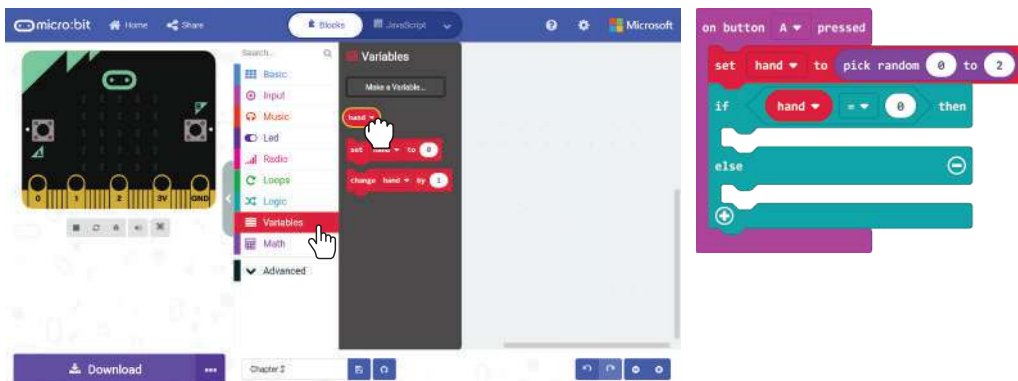 micro:bit Home Share Blocks JavaScript Microsoft
Search...
Basic
Input
Music
Led
Radio
Loops
Logic
Variables
Math
Advanced
Variables
Make a Variable...
hand
set hand to 0
change hand by 1
0 1 2 3V GND
Download
Chapter 2
on button A pressed
set hand to pick random 0 to 2
if hand = 0 then
else